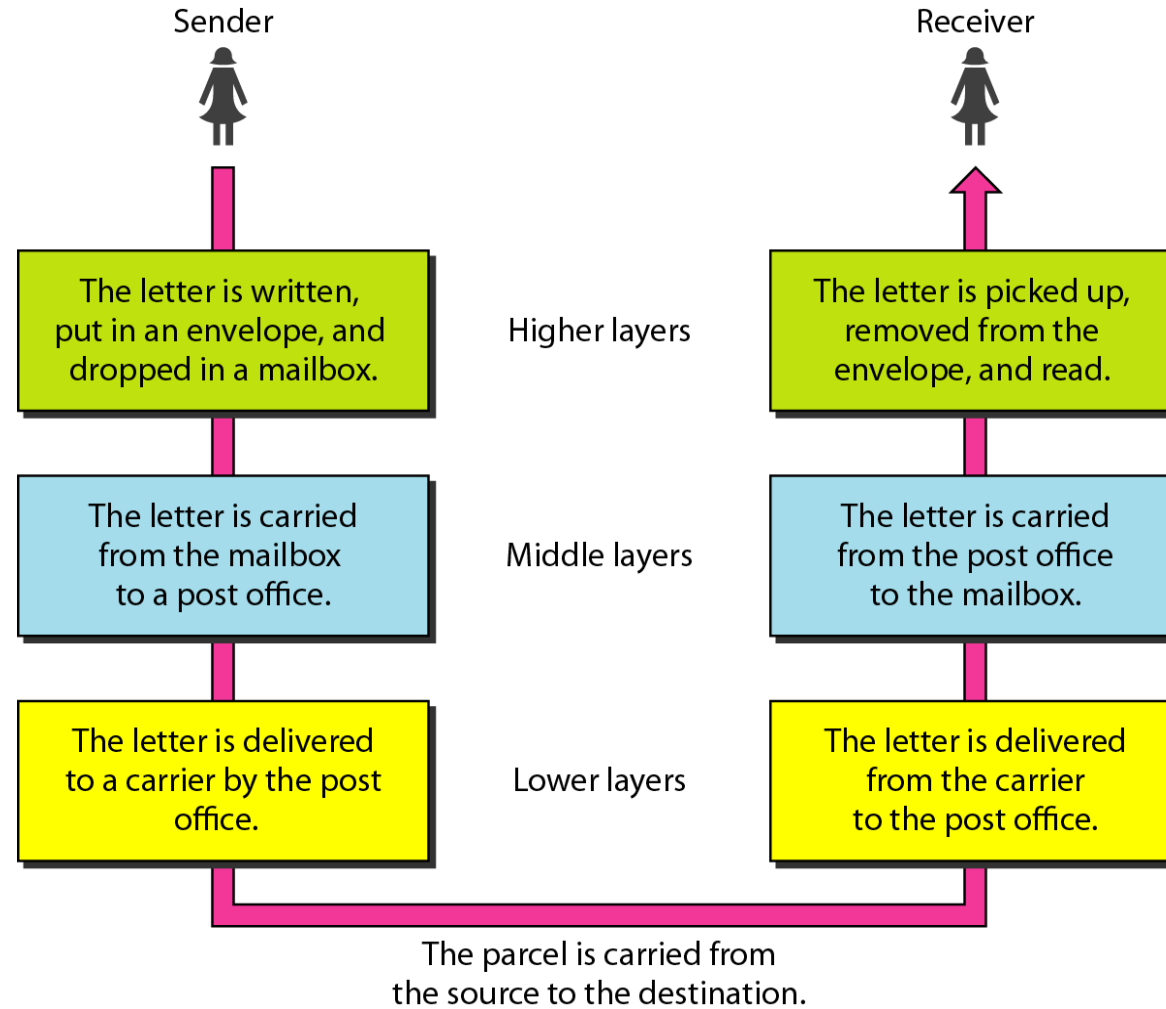 Sender
Receiver
The letter is written,
put in an envelope, and
dropped in a mailbox.
Higher layers
The letter is picked up,
removed from the
envelope, and read.
The letter is carried
from the mailbox
to a post office.
Middle layers
The letter is carried
from the post office
to the mailbox.
The letter is delivered
to a carrier by the post
office.
Lower layers
The letter is delivered
from the carrier
to the post office.
The parcel is carried from
the source to the destination.